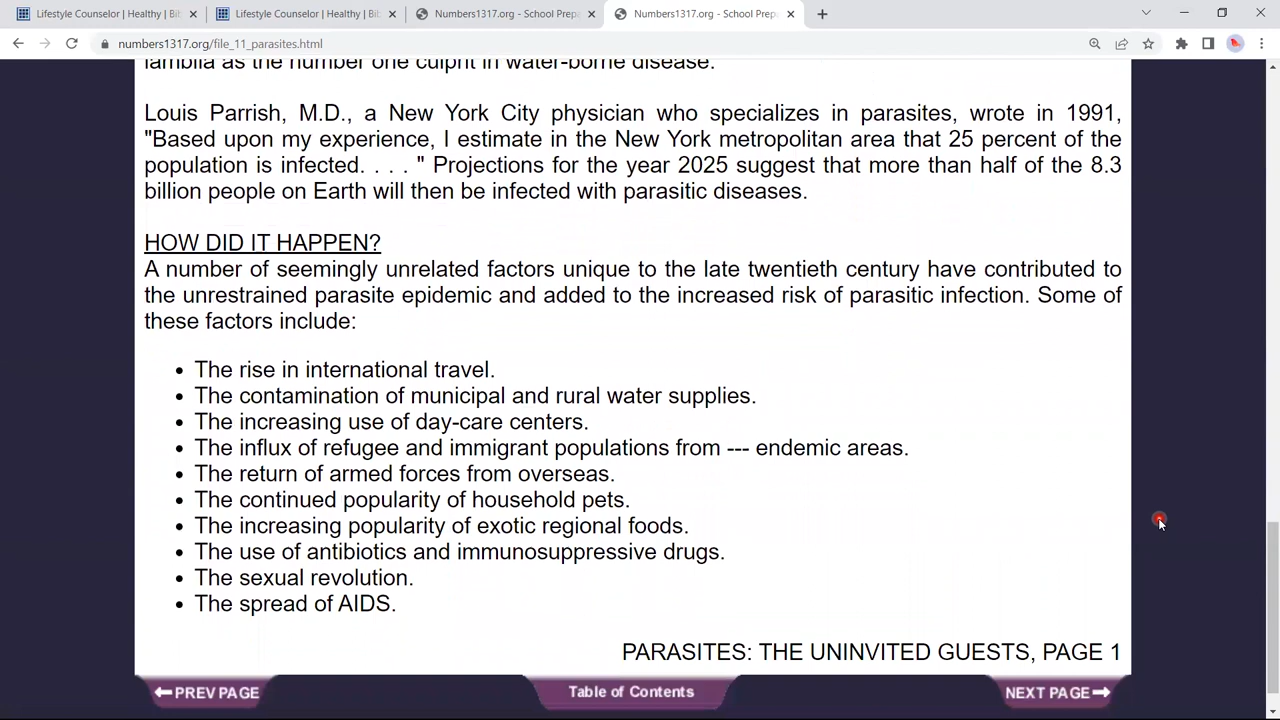 Lifestyle Counselor | Healthy | Bib
Lifestyle Counselor | Healthy | Bib
Numbers1317.org - School Prep
Numbers1317.org - School Prep
numbers1317.org/file_11_parasites.html
lamblia as the number one culprit in water-borne disease.
Louis Parrish, M.D., a New York City physician who specializes in parasites, wrote in 1991,
"Based upon my experience, I estimate in the New York metropolitan area that 25 percent of the
population is infected. . . . " Projections for the year 2025 suggest that more than half of the 8.3
billion people on Earth will then be infected with parasitic diseases.
HOW DID IT HAPPEN?
A number of seemingly unrelated factors unique to the late twentieth century have contributed to
the unrestrained parasite epidemic and added to the increased risk of parasitic infection. Some of
these factors include:
• The rise in international travel.
• The contamination of municipal and rural water supplies.
• The increasing use of day-care centers.
• The influx of refugee and immigrant populations from --- endemic areas.
• The return of armed forces from overseas.
• The continued popularity of household pets.
• The increasing popularity of exotic regional foods.
• The use of antibiotics and immunosuppressive drugs.
• The sexual revolution.
• The spread of AIDS.
PARASITES: THE UNINVITED GUESTS, PAGE 1
PREV PAGE
Table of Contents
NEXT PAGE